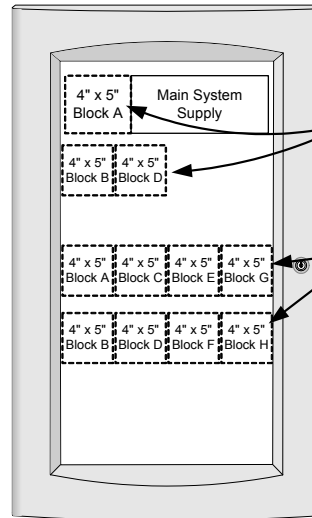 4" x 5" Main System
Block A Supply
4" x 5" 4" x 5"
Block B Block D
4" x 5" 4" x 5" 4" x 5" 4" x 5"
Block A Block C Block E Block G
4" x 5" 4" x 5" 4" x 5" 4" x 5"
Block B Block D Block F Block H